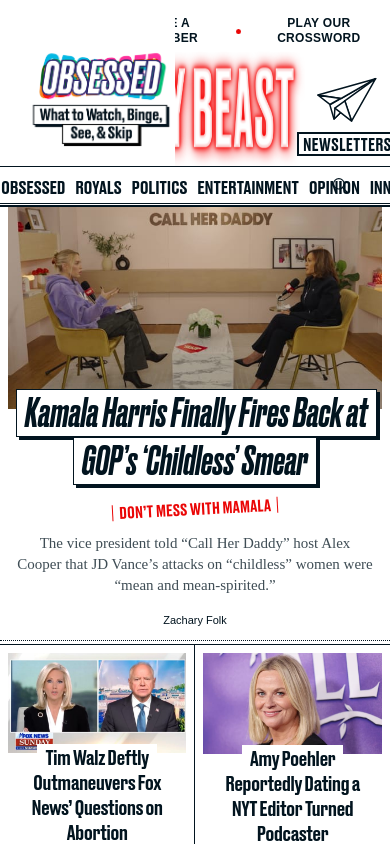 E A
BER
PLAY OUR
CROSSWORD
OBSESSED
What to Watch, Binge,
See, & Skip
Y BEAST
NEWSLETTERS
OBSESSED ROYALS POLITICS ENTERTAINMENT OPINION INN
CALL HER DADDY
Kamala Harris Finally Fires Back at
GOP’s ‘Childless’ Smear
DON’T MESS WITH MAMALA
The vice president told “Call Her Daddy” host Alex
Cooper that JD Vance’s attacks on “childless” women were
“mean and mean-spirited.”
Zachary Folk
FOX NEWS
SUNDAY
Tim Walz Deftly
Outmaneuvers Fox
News’ Questions on
Abortion
Amy Poehler
Reportedly Dating a
NYT Editor Turned
Podcaster